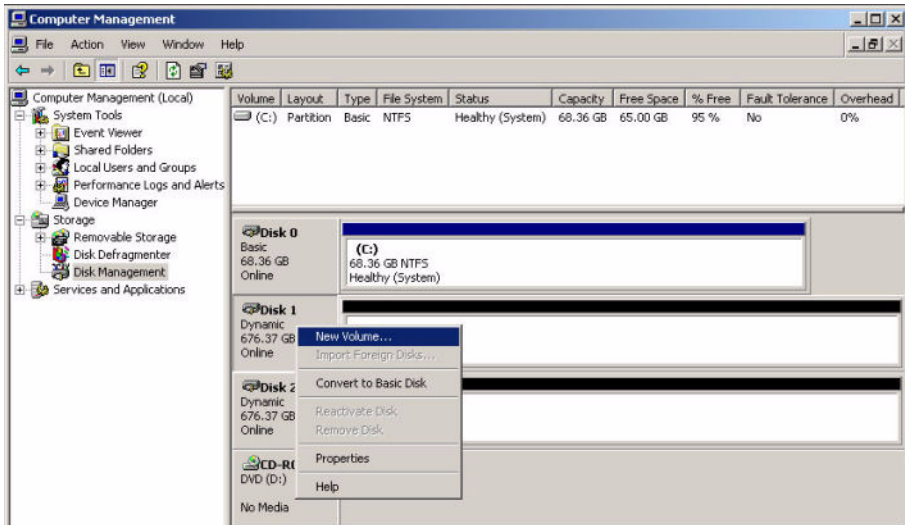 Computer Management
File Action View Window Help
Computer Management (Local)
System Tools
Event Viewer
Shared Folders
Local Users and Groups
Performance Logs and Alerts
Device Manager
Storage
Removable Storage
Disk Defragmenter
Disk Management
Services and Applications
Volume Layout Type File System Status Capacity Free Space % Free Fault Tolerance Overhead
(C:) Partition Basic NTFS Healthy (System) 68.36 GB 65.00 GB 95 % No 0%
Disk 0
Basic
68.36 GB
Online
(C:)
68.36 GB NTFS
Healthy (System)
Disk 1
Dynamic
676.37 GB
Online
Disk 2
Dynamic
676.37 GB
Online
CD-R
DVD (D:)
No Media
New Volume...
Import Foreign Disks...
Convert to Basic Disk
Reactivate Disk
Remove Disk
Properties
Help